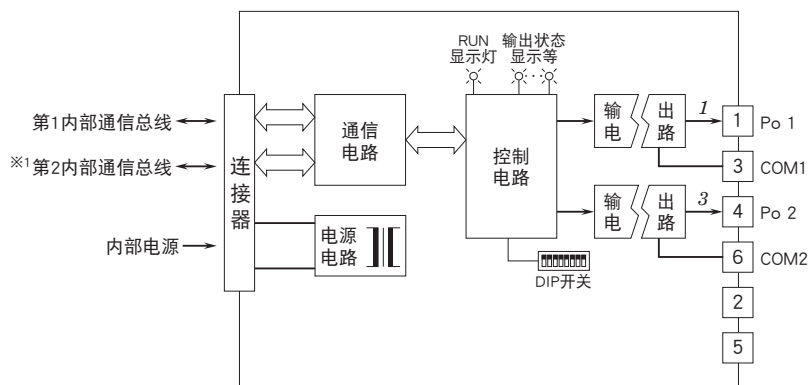 RUN
显示灯
输出状态
显示等
第1内部通信总线
※1第2内部通信总线
内部电源
连接器
通信
电路
电源
电路
控制
电路
DIP开关
输 出
电 路
1
1
Po 1
3
COM1
输 出
电 路
3
4
Po 2
6
COM2
2
5